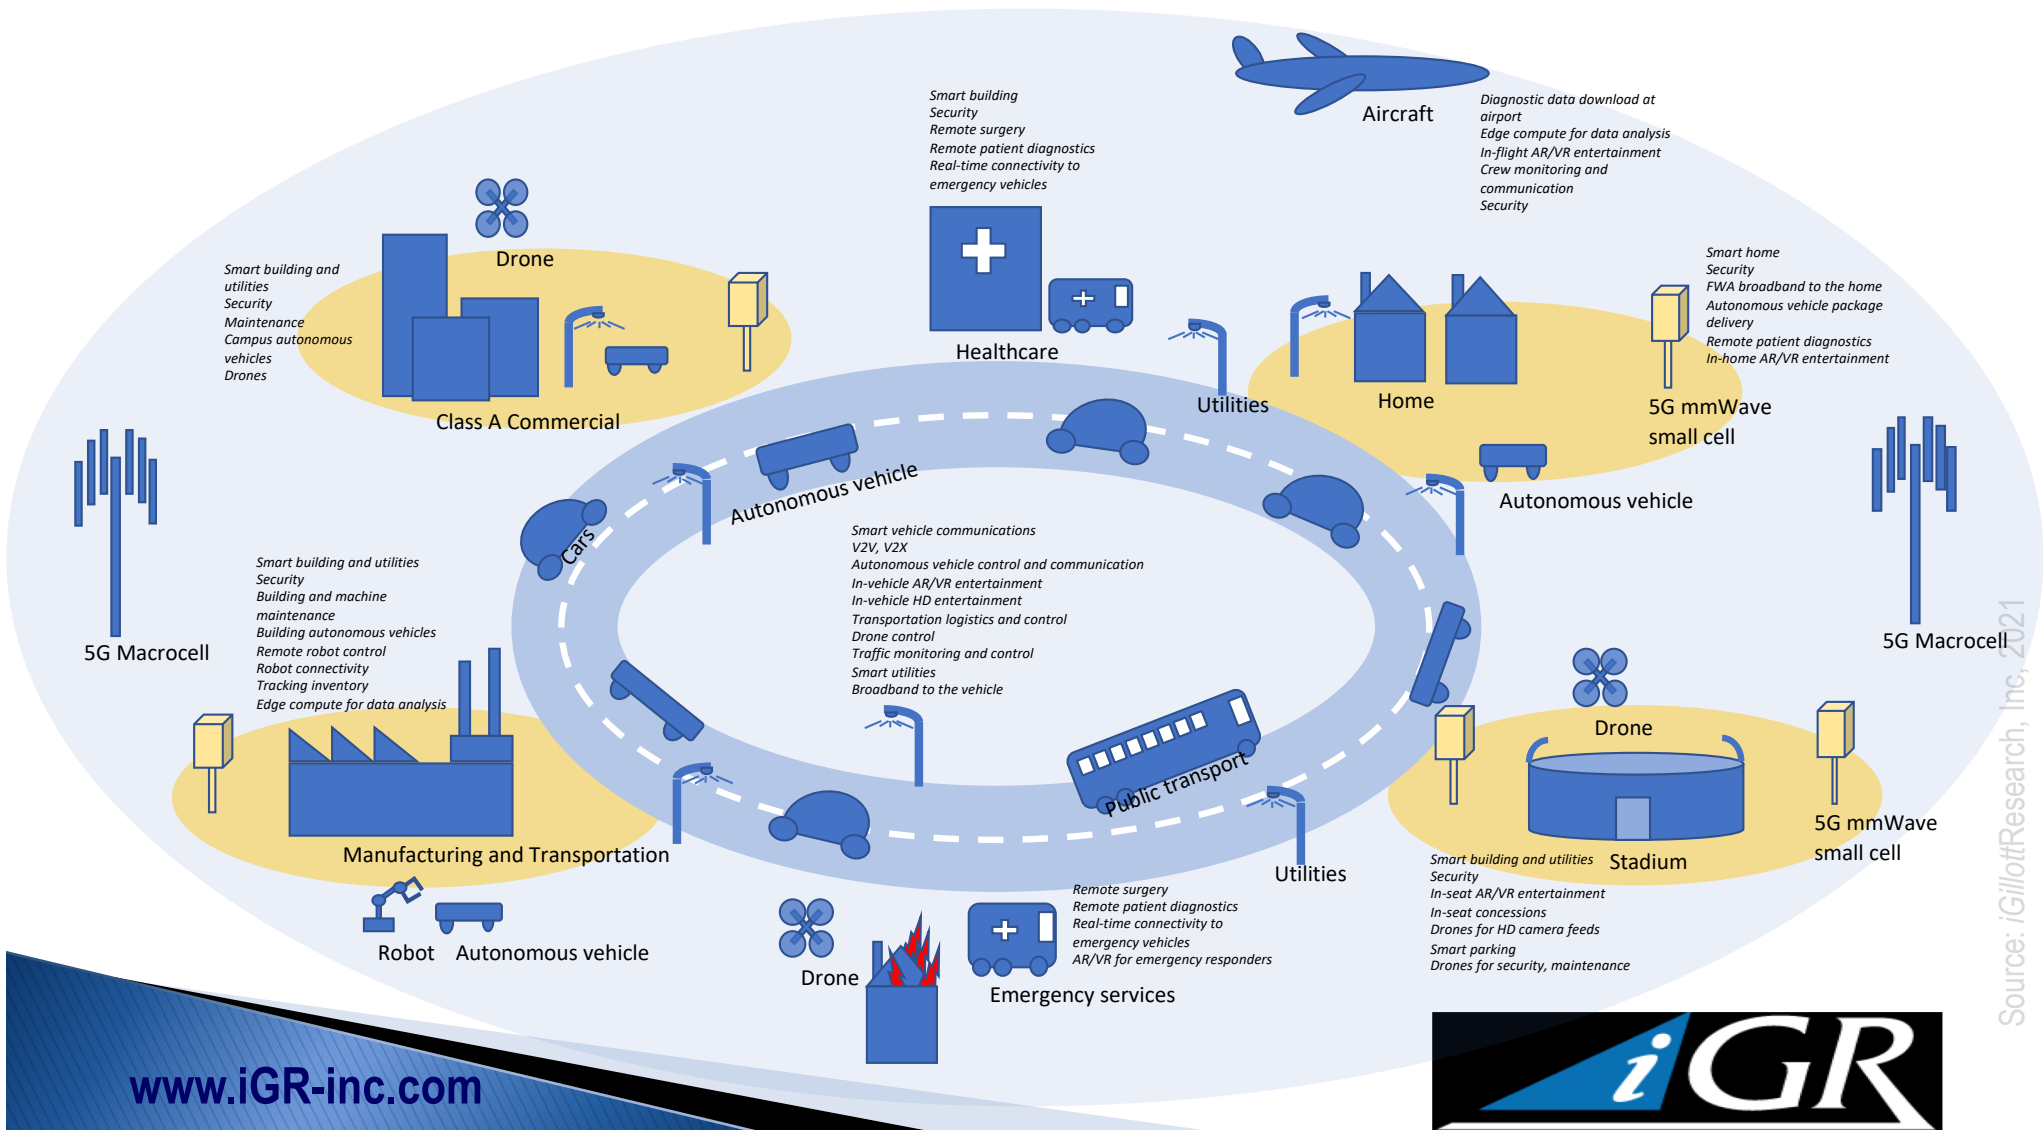 Aircraft
Diagnostic data download at
airport
Edge compute for data analysis
In-flight AR/VR entertainment
Crew monitoring and
communication
Security
Smart building
Security
Remote surgery
Remote patient diagnostics
Real-time connectivity to
emergency vehicles
Healthcare
Drone
Smart building and
utilities
Security
Maintenance
Campus autonomous
vehicles
Drones
Class A Commercial
Utilities
Home
Smart home
Security
FWA broadband to the home
Autonomous vehicle package
delivery
Remote patient diagnostics
In-home AR/VR entertainment
5G mmWave
small cell
Autonomous vehicle
5G Macrocell
5G Macrocell
Autonomous vehicle
Cars
Smart vehicle communications
V2V, V2X
Autonomous vehicle control and communication
In-vehicle AR/VR entertainment
In-vehicle HD entertainment
Transportation logistics and control
Drone control
Traffic monitoring and control
Smart utilities
Broadband to the vehicle
Public transport
Smart building and utilities
Security
Building and machine
maintenance
Building autonomous vehicles
Remote robot control
Robot connectivity
Tracking inventory
Edge compute for data analysis
Manufacturing and Transportation
Robot
Autonomous vehicle
Drone
Remote surgery
Remote patient diagnostics
Real-time connectivity to
emergency vehicles
AR/VR for emergency responders
Emergency services
Utilities
Drone
Stadium
5G mmWave
small cell
Smart building and utilities
Security
In-seat AR/VR entertainment
In-seat concessions
Drones for HD camera feeds
Smart parking
Drones for security, maintenance
Source: iGillottResearch, Inc, 2021
www.iGR-inc.com
iGR